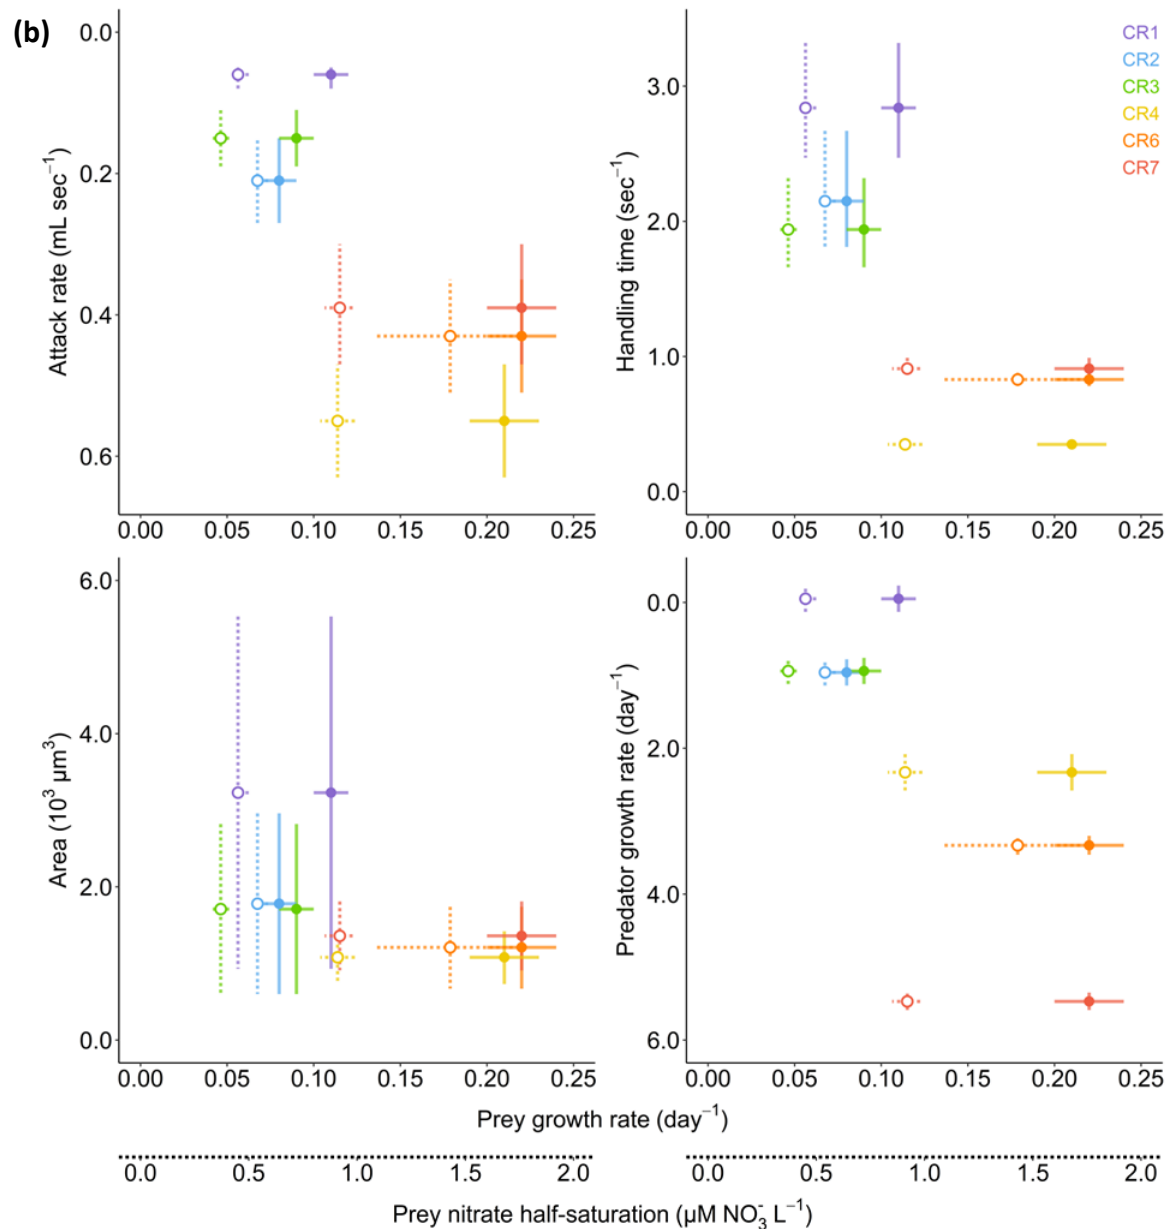 (b)
CR1
CR2
CR3
CR4
CR6
CR7
Attack rate (mL sec⁻¹)
0.0
0.2
0.4
0.6
0.00 0.05 0.10 0.15 0.20 0.25
Handling time (sec⁻¹)
3.0
2.0
1.0
0.0
0.00 0.05 0.10 0.15 0.20 0.25
Area (10³ µm³)
6.0
4.0
2.0
0.0
0.00 0.05 0.10 0.15 0.20 0.25
Predator growth rate (day⁻¹)
0.0
2.0
4.0
6.0
0.00 0.05 0.10 0.15 0.20 0.25
Prey growth rate (day⁻¹)
0.0 0.5 1.0 1.5 2.0
0.0 0.5 1.0 1.5 2.0
Prey nitrate half-saturation (µM NO₃⁻ L⁻¹)